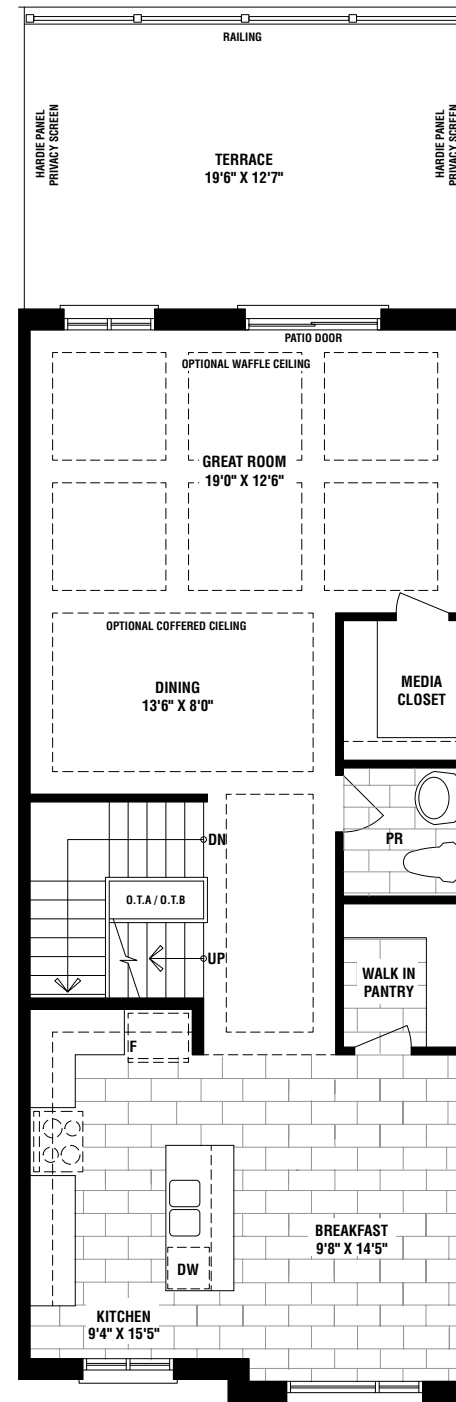 RAILING
HARDIE PANEL
PRIVACY SCREEN
HARDIE PANEL
PRIVACY SCREEN
TERRACE
19'6" X 12'7"
PATIO DOOR
OPTIONAL WAFFLE CEILING
GREAT ROOM
19'0" X 12'6"
OPTIONAL COFFERED CIELING
DINING
13'6" X 8'0"
MEDIA
CLOSET
DN
PR
O.T.A / O.T.B
UP
WALK IN
PANTRY
F
BREAKFAST
9'8" X 14'5"
DW
KITCHEN
9'4" X 15'5"